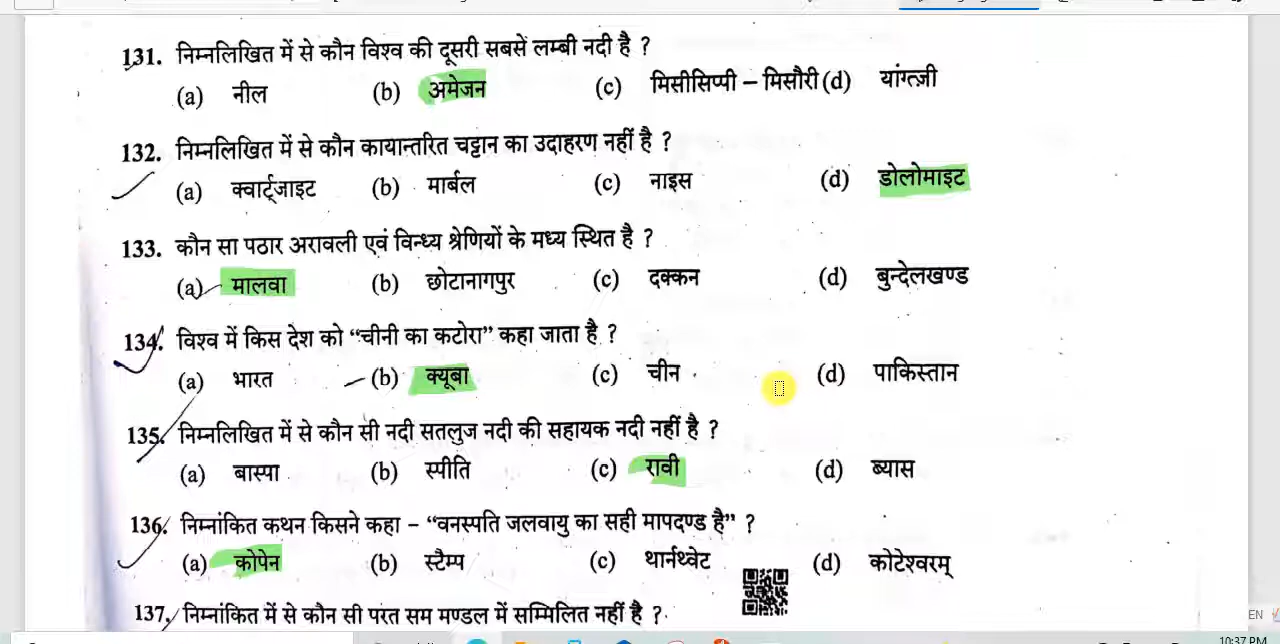 131. निम्नलिखित में से कौन विश्व की दूसरी सबसें लम्बी नदी है ?
(a) नील (b) अमेजन (c) मिसीसिप्पी – मिसौरी (d) यांग्त्ज़ी
132. निम्नलिखित में से कौन कायान्तरित चट्टान का उदाहरण नहीं है ?
(a) क्वार्ट्ज़ाइट (b) मार्बल (c) नाइस (d) डोलोमाइट
133. कौन सा पठार अरावली एवं विन्ध्य श्रेणियों के मध्य स्थित है ?
(a) मालवा (b) छोटानागपुर (c) दक्कन (d) बुन्देलखण्ड
134. विश्व में किस देश को “चीनी का कटोरा” कहा जाता है ?
(a) भारत (b) क्यूबा (c) चीन (d) पाकिस्तान
135. निम्नलिखित में से कौन सी नदी सतलुज नदी की सहायक नदी नहीं है ?
(a) बास्पा (b) स्पीति (c) रावी (d) ब्यास
136. निम्नांकित कथन किसने कहा – “वनस्पति जलवायु का सही मापदण्ड है” ?
(a) कोपेन (b) स्टैम्प (c) थार्नथ्वेट (d) कोटेश्वरम्
137. निम्नांकित में से कौन सी परत सम मण्डल में सम्मिलित नहीं है ?
EN
10:37 PM